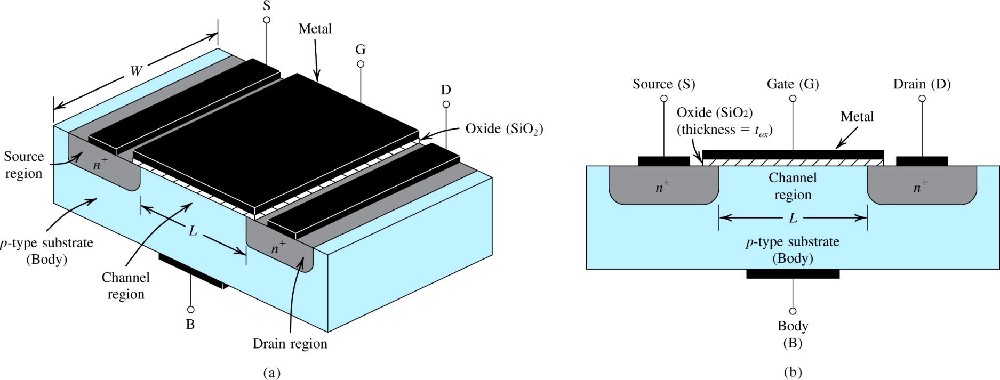 S
Metal
G
W
D
Oxide (SiO₂)
Source
region
n⁺
L
n⁺
p-type substrate
(Body)
Channel
region
B
Drain region
(a)
Source (S)
Gate (G)
Drain (D)
Oxide (SiO2)
(thickness = tₒₓ)
Metal
Channel
region
n⁺
n⁺
L
p-type substrate
(Body)
Body
(B)
(b)